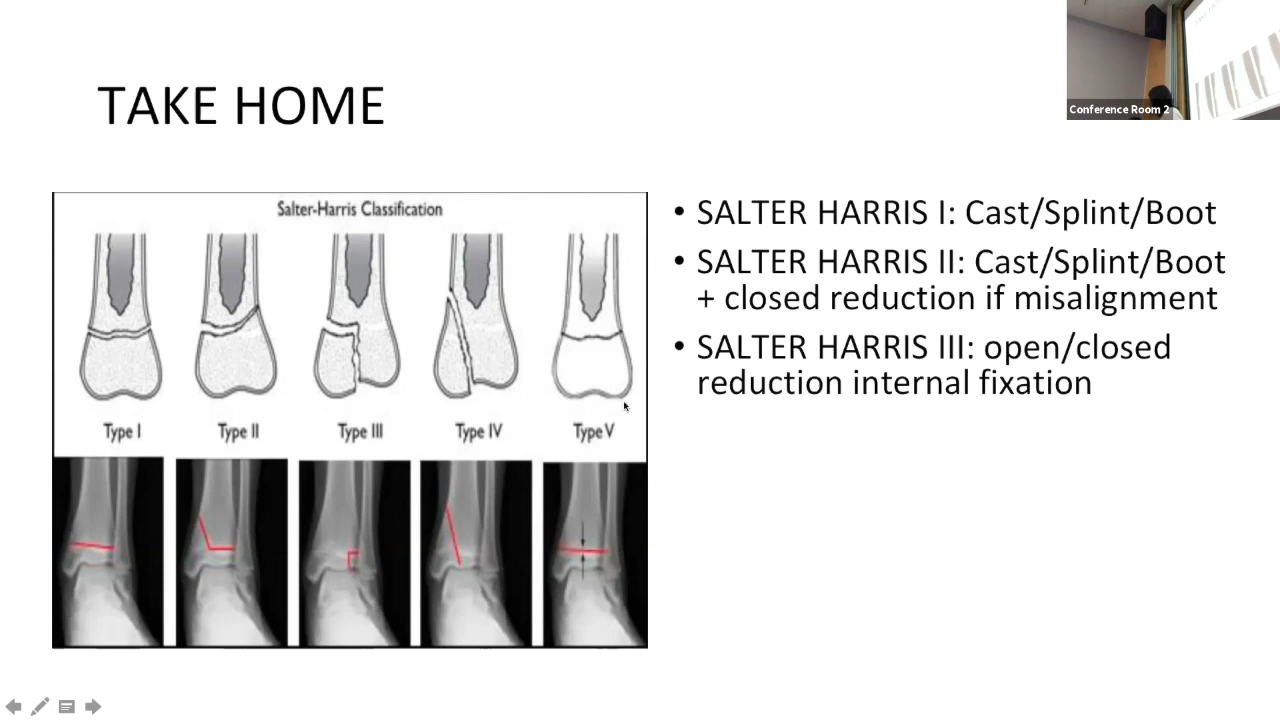 Conference Room 2
TAKE HOME
Salter-Harris Classification
Type I
Type II
Type III
Type IV
Type V
• SALTER HARRIS I: Cast/Splint/Boot
• SALTER HARRIS II: Cast/Splint/Boot
+ closed reduction if misalignment
• SALTER HARRIS III: open/closed
reduction internal fixation